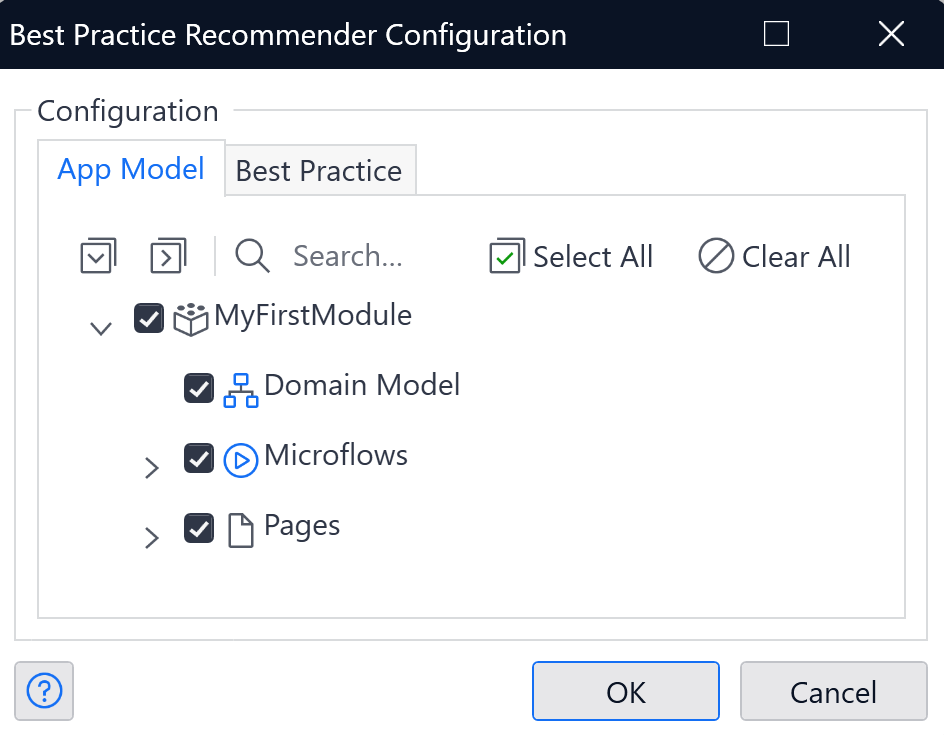 Best Practice Recommender Configuration
Configuration
App Model Best Practice
Search... Select All Clear All
MyFirstModule
Domain Model
Microflows
Pages
? OK Cancel